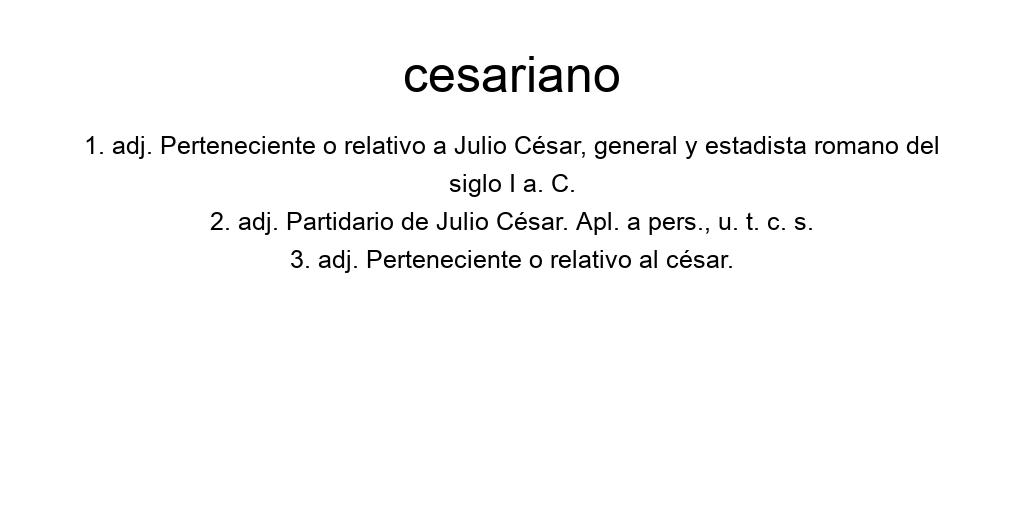 cesariano
1. adj. Perteneciente o relativo a Julio César, general y estadista romano del
siglo I a. C.
2. adj. Partidario de Julio César. Apl. a pers., u. t. c. s.
3. adj. Perteneciente o relativo al césar.